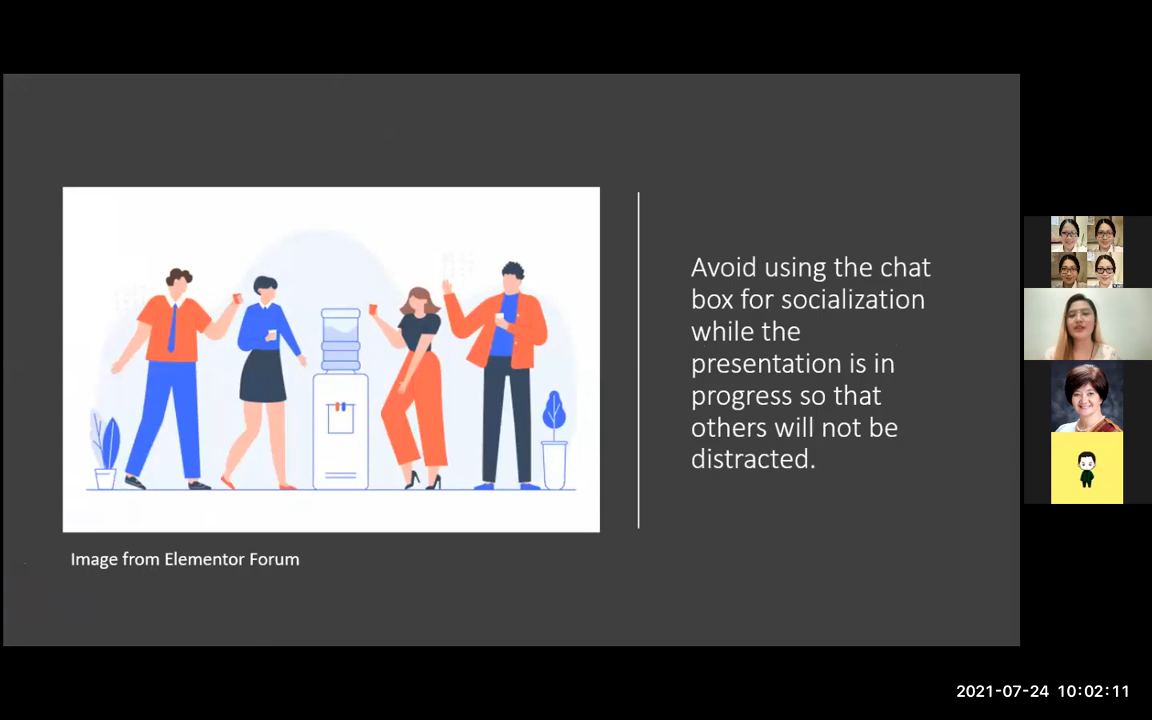 Avoid using the chat
box for socialization
while the
presentation is in
progress so that
others will not be
distracted.
Image from Elementor Forum
2021-07-24 10:02:11